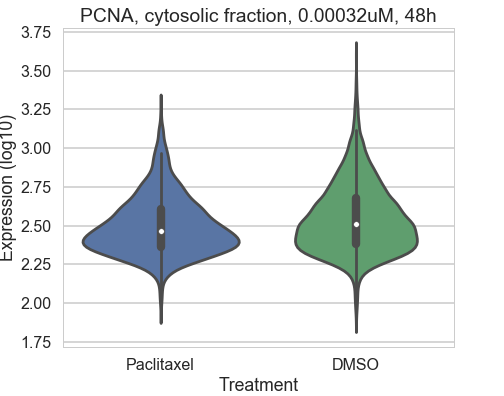 PCNA, cytosolic fraction, 0.00032uM, 48h
Expression (log10)
3.75
3.50
3.25
3.00
2.75
2.50
2.25
2.00
1.75
Paclitaxel DMSO
Treatment